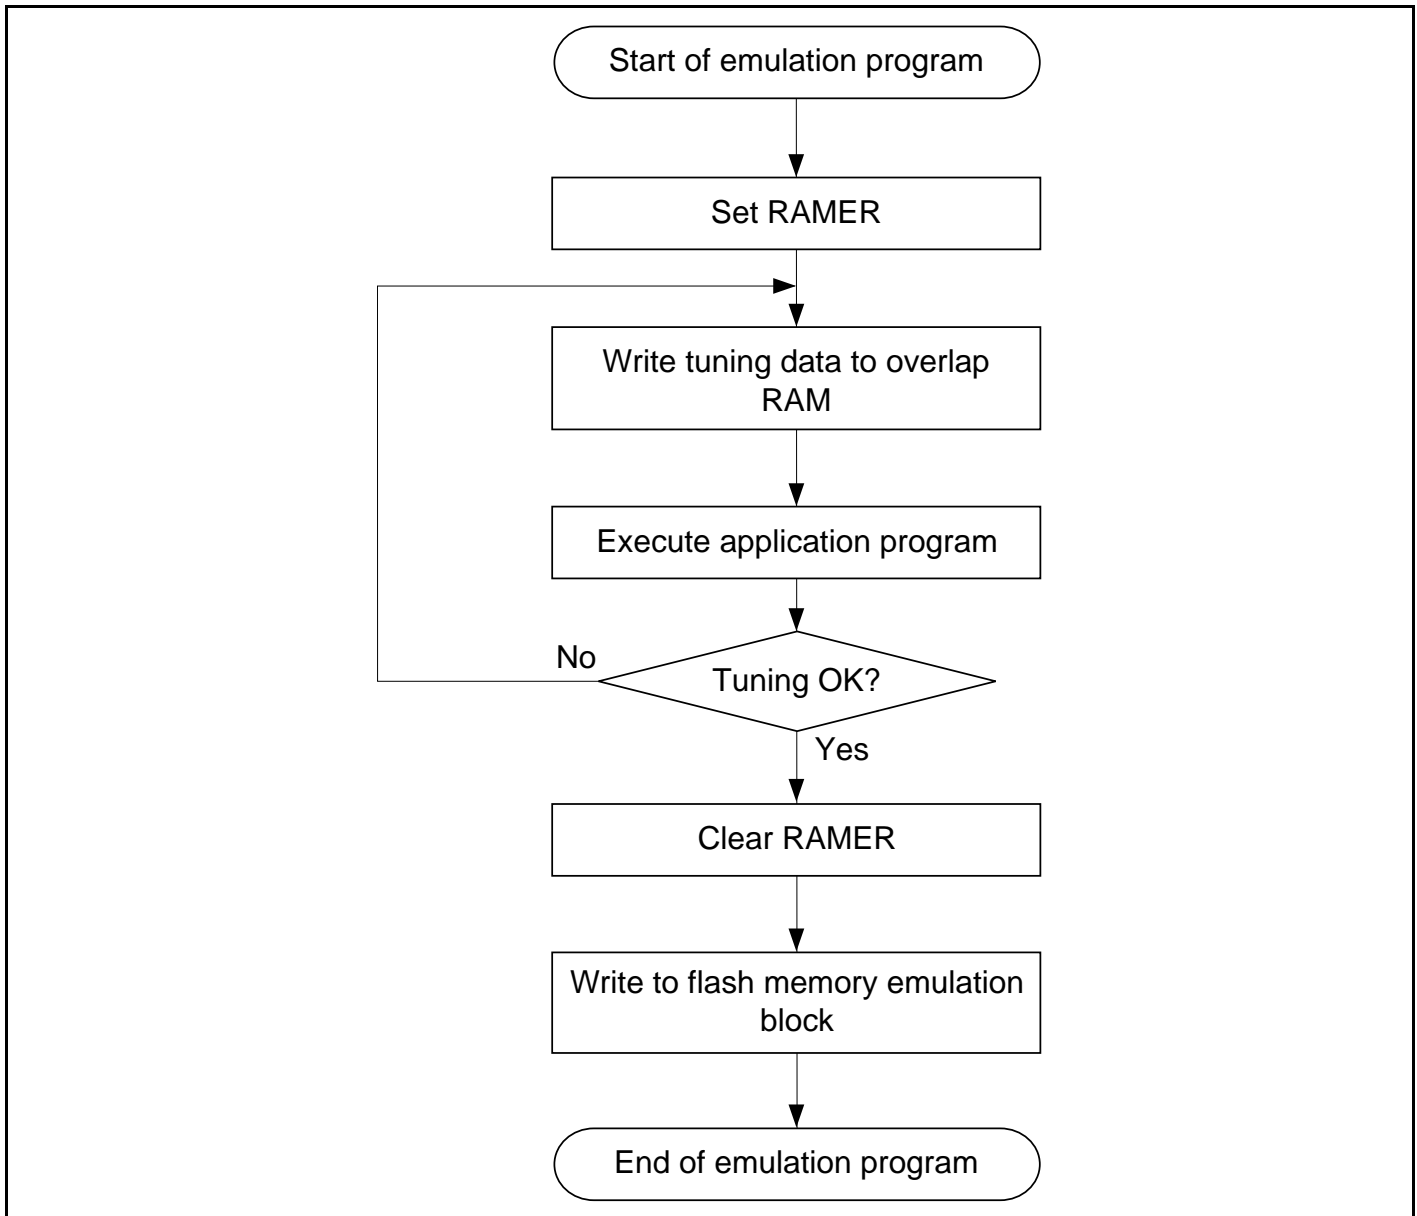 Start of emulation program
Set RAMER
Write tuning data to overlap
RAM
Execute application program
No
Tuning OK?
Yes
Clear RAMER
Write to flash memory emulation
block
End of emulation program